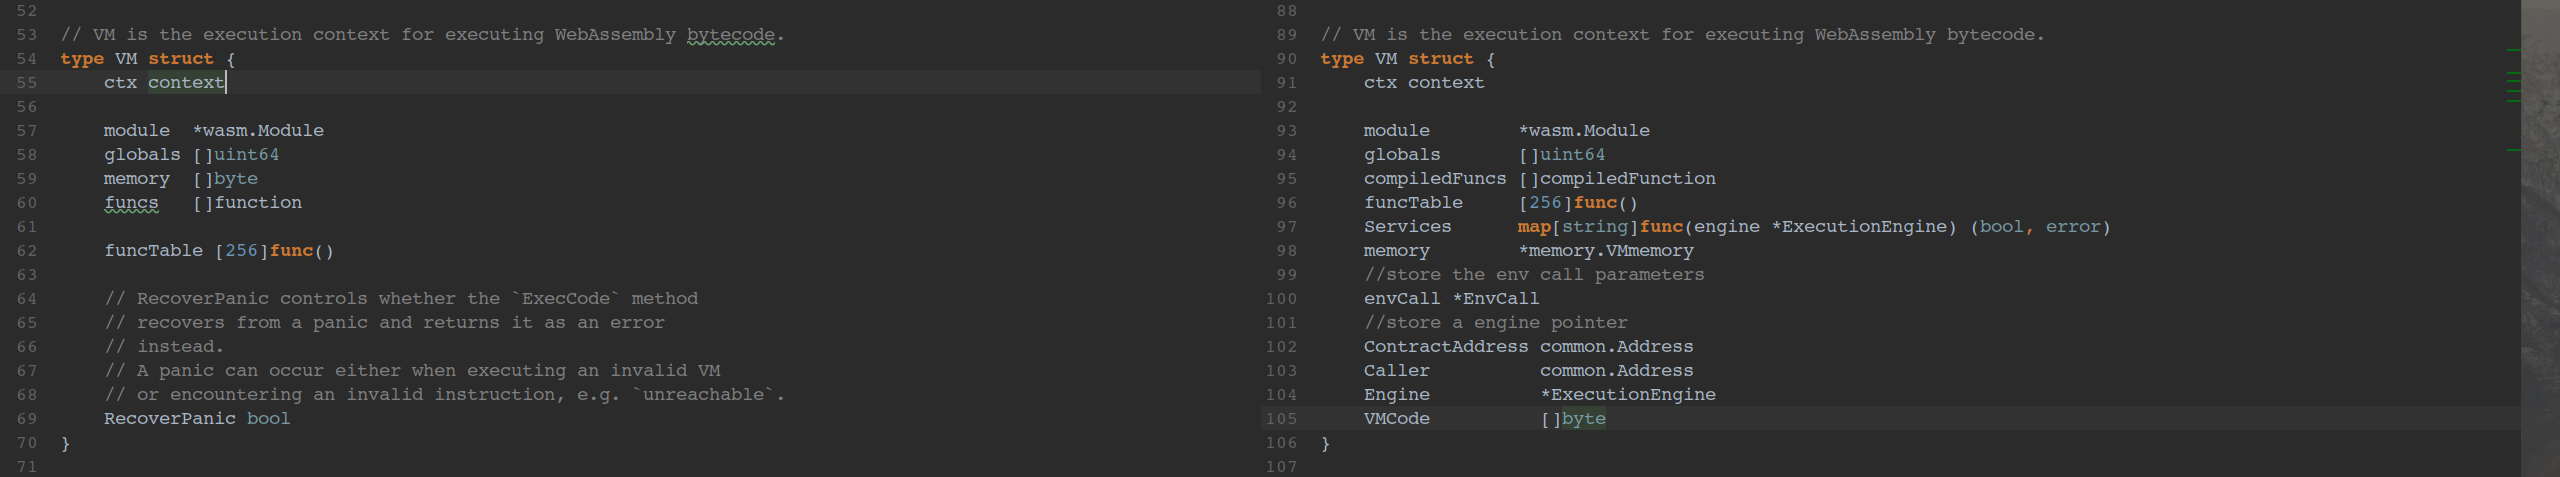 52
53 // VM is the execution context for executing WebAssembly bytecode.
54 type VM struct {
55     ctx context
56
57     module  *wasm.Module
58     globals []uint64
59     memory  []byte
60     funcs   []function
61
62     funcTable [256]func()
63
64     // RecoverPanic controls whether the `ExecCode` method
65     // recovers from a panic and returns it as an error
66     // instead.
67     // A panic can occur either when executing an invalid VM
68     // or encountering an invalid instruction, e.g. `unreachable`.
69     RecoverPanic bool
70 }
71
88
89 // VM is the execution context for executing WebAssembly bytecode.
90 type VM struct {
91     ctx context
92
93     module        *wasm.Module
94     globals       []uint64
95     compiledFuncs []compiledFunction
96     funcTable     [256]func()
97     Services      map[string]func(engine *ExecutionEngine) (bool, error)
98     memory        *memory.VMmemory
99     //store the env call parameters
100     envCall *EnvCall
101     //store a engine pointer
102     ContractAddress common.Address
103     Caller          common.Address
104     Engine          *ExecutionEngine
105     VMCode          []byte
106 }
107